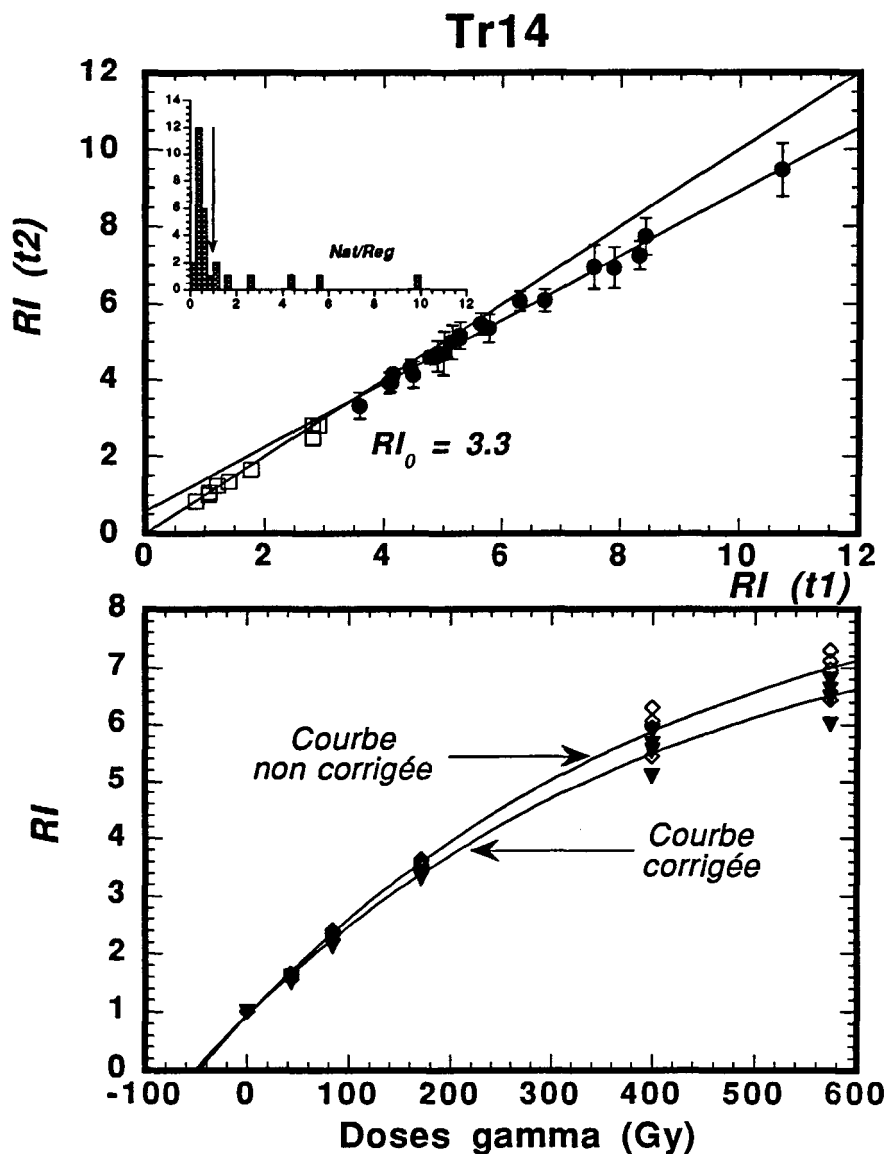 Tr14
12
10
8
6
4
2
0
RI (t2)
14
12
10
8
6
4
2
0
Nat/Reg
0 2 4 6 8 10 12
RI0 = 3.3
0 2 4 6 8 10 12
RI (t1)
8
7
6
5
4
3
2
1
0
RI
Courbe
non corrigée
Courbe
corrigée
-100 0 100 200 300 400 500 600
Doses gamma (Gy)